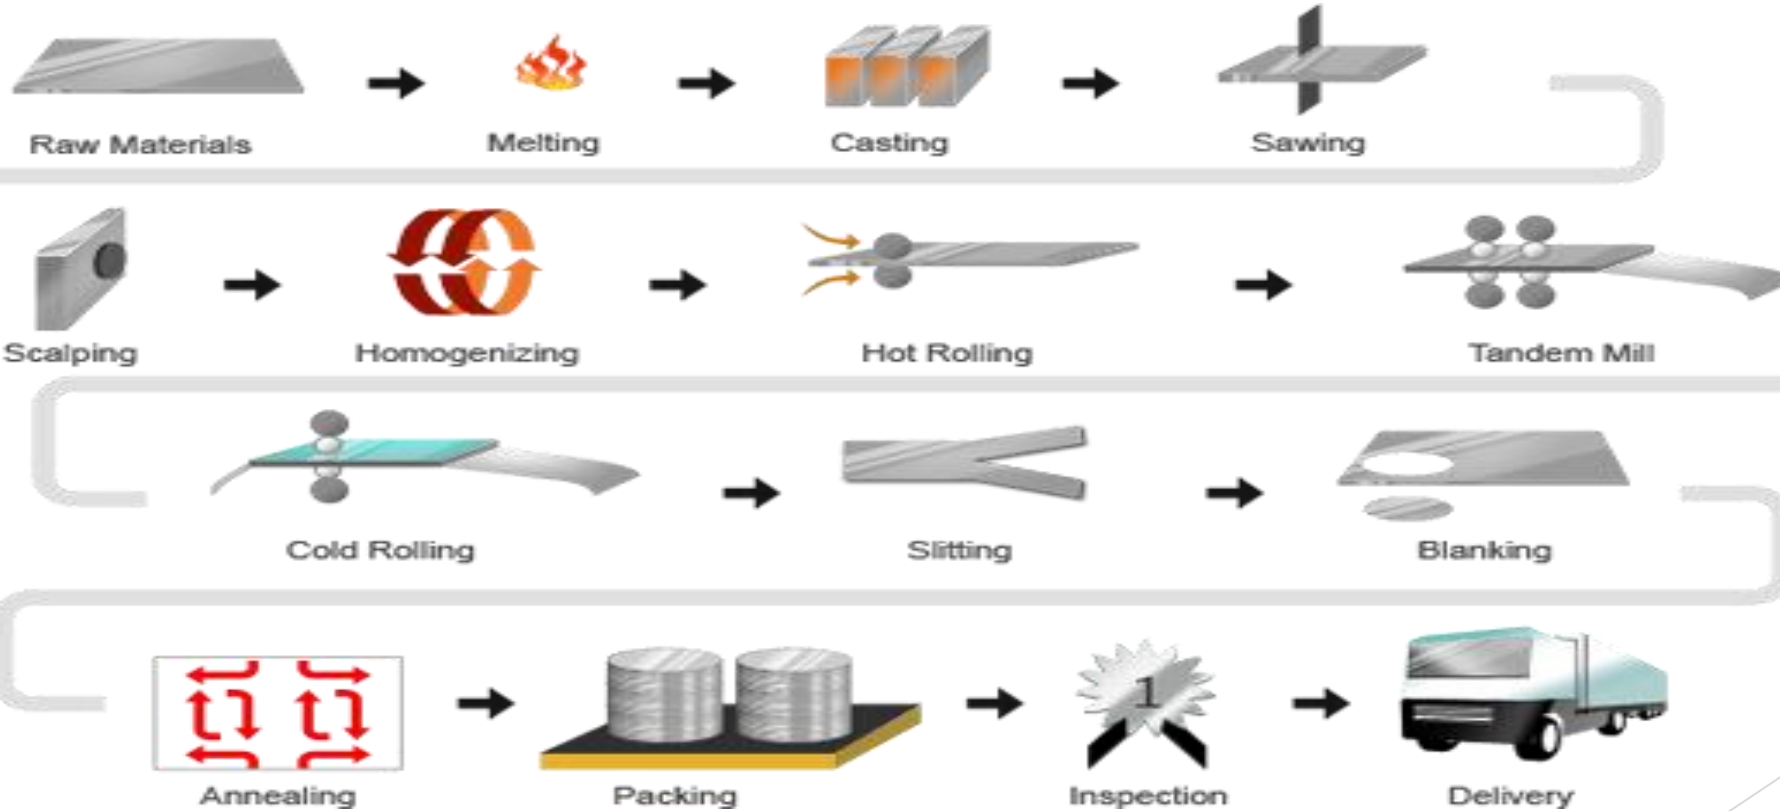 Raw Materials
Melting
Casting
Sawing
Scalping
Homogenizing
Hot Rolling
Tandem Mill
Cold Rolling
Slitting
Blanking
Annealing
Packing
1
Inspection
Delivery